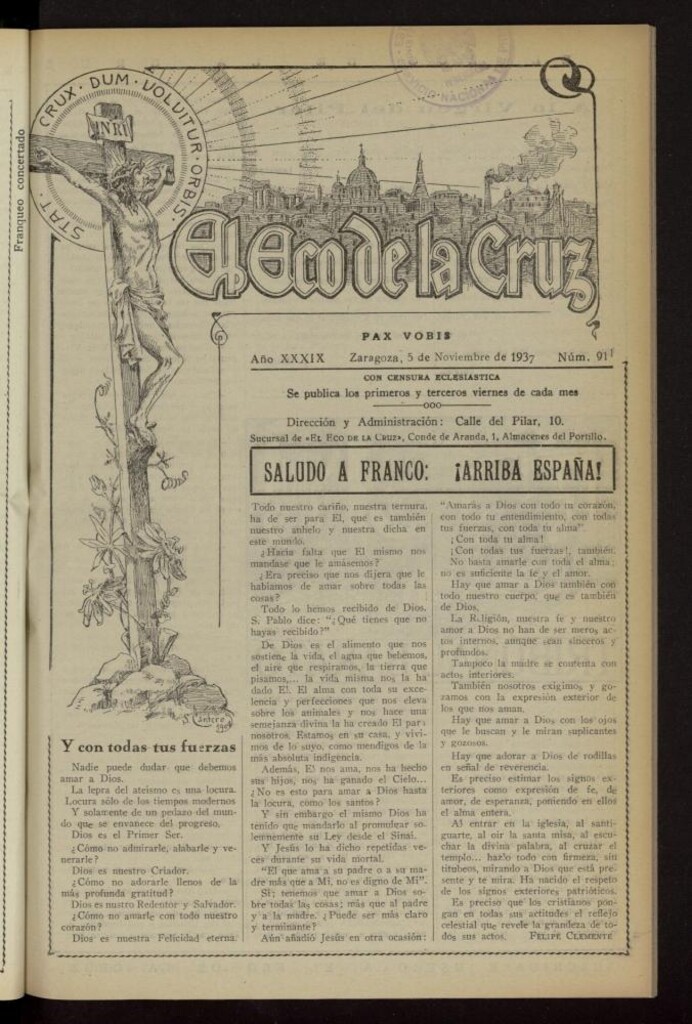 Franqueo concertado
STAT · CRUX · DUM · VOLVITUR · ORBIS
INRI
El Eco de la Cruz
PAX VOBIS
Año XXXIX Zaragoza, 5 de Noviembre de 1937 Núm. 91
CON CENSURA ECLESIASTICA
Se publica los primeros y terceros viernes de cada mes
Dirección y Administración: Calle del Pilar, 10.
Sucursal de «EL ECO DE LA CRUZ», Conde de Aranda, 1, Almacenes del Portillo.
SALUDO A FRANCO: ¡ARRIBA ESPAÑA!
Y con todas tus fuerzas
Nadie puede dudar que debemos
amar a Dios.
La lepra del ateísmo es una locura.
Locura sólo de los tiempos modernos
Y solamente de un pedazo del mun-
do que se envanece del progreso.
Dios es el Primer Ser.
¿Cómo no admirarle, alabarle y ve-
nerarle?
Dios es nuestro Criador.
¿Cómo no adorarle llenos de la
más profunda gratitud?
Dios es nustro Redentor y Salvador.
¿Cómo no amarle con todo nuestro
corazón?
Dios es nuestra Felicidad eterna.
Todo nuestro cariño, nuestra ternura,
ha de ser para El, que es también
nuestro anhelo y nuestra dicha en
este mundo.
¿Hacía falta que El mismo nos
mandase que le amásemos?
¿Era preciso que nos dijera que le
habíamos de amar sobre todas las
cosas?
Todo lo hemos recibido de Dios.
S. Pablo dice: “¿Qué tienes que no
hayas recibido?”
De Dios es el alimento que nos
sostiene la vida, el agua que bebemos,
el aire que respiramos, la tierra que
pisamos,... la vida misma nos la ha
dado El. El alma con toda su exce-
lencia y perfecciones que nos eleva
sobre los animales y nos hace una
semejanza divina la ha creado El para
nosotros. Estamos en su casa, y vivi-
mos de lo suyo, como mendigos de la
más absoluta indigencia.
Además, El nos ama, nos ha hecho
sus hijos, nos ha ganado el Cielo...
¿No es esto para amar a Dios hasta
la locura, como los santos?
Y sin embargo el mismo Dios ha
tenido que mandarlo al promulgar so-
lemnemente su Ley desde el Sinaí.
Y Jesús lo ha dicho repetidas ve-
ces durante su vida mortal.
“El que ama a su padre o a su ma-
dre más que a Mí, no es digno de Mí”.
Sí; tenemos que amar a Dios so-
bre todas las cosas; más que al padre
y a la madre. ¿Puede ser más claro
y terminante?
Aún añadió Jesús en otra ocasión:
“Amarás a Dios con todo tu corazón,
con todo tu entendimiento, con todas
tus fuerzas, con toda tu alma”.
¡Con toda tu alma!
¡Con todas tus fuerzas!, también.
No basta amarle con toda el alma;
no es suficiente la fe y el amor.
Hay que amar a Dios también con
todo nuestro cuerpo, que es también
de Dios.
La Religión, nuestra fe y nuestro
amor a Dios no han de ser meros ac-
tos internos, aunque sean sinceros y
profundos.
Tampoco la madre se contenta con
actos interiores.
También nosotros exigimos y go-
zamos con la expresión exterior de
los que nos aman.
Hay que amar a Dios con los ojos
que le buscan y le miran suplicantes
y gozosos.
Hay que adorar a Dios de rodillas
en señal de reverencia.
Es preciso estimar los signos ex-
teriores como expresión de fe, de
amor, de esperanza, poniendo en ellos
el alma entera.
Al entrar en la iglesia, al santi-
guarte, al oir la santa misa, al escu-
char la divina palabra, al cruzar el
templo... hazlo todo con firmeza, sin
titubeos, mirando a Dios que está pre-
sente y te mira. Ha nacido el respeto
de los signos exteriores patrióticos.
Es preciso que los cristianos pon-
gan en todas sus actitudes el reflejo
celestial que revele la grandeza de to-
dos sus actos. FELIPE CLEMENTE